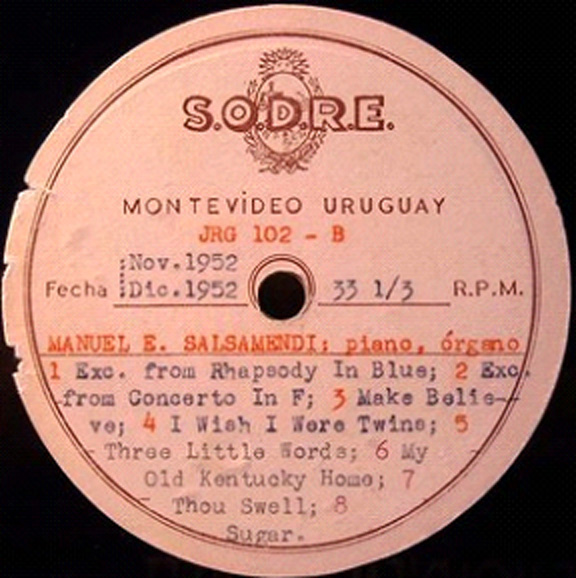 S.O.D.R.E.
MONTEVIDEO URUGUAY
JRG 102 - B
Nov.1952
Fecha Dic.1952 33 1/3 R.P.M.
MANUEL E. SALSAMENDI; piano, órgano
1 Exc. from Rhapsody In Blue; 2 Exc.
from Concerto In F; 3 Make Belie-
ve; 4 I Wish I Were Twins; 5
Three Little Words; 6 My
Old Kentucky Home; 7
Thou Swell; 8
Sugar.